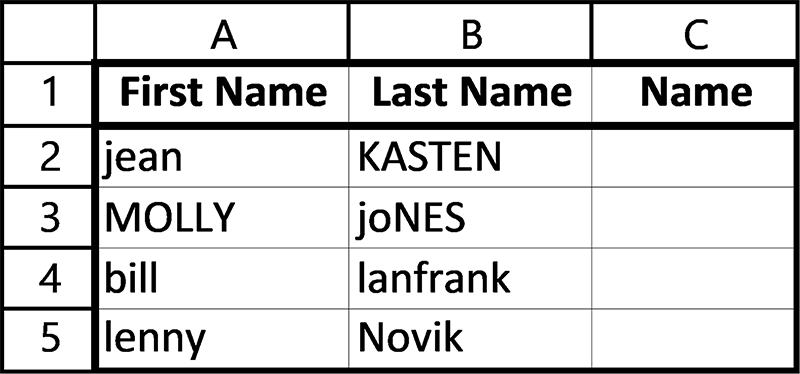 A B C
1 First Name Last Name Name
2 jean KASTEN
3 MOLLY joNES
4 bill lanfrank
5 lenny Novik